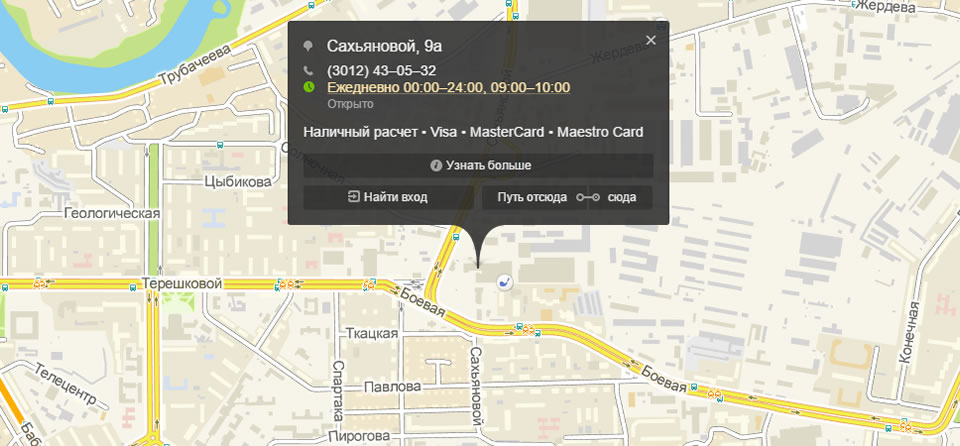 Жердева
Трубачеева
Сахьяновой, 9а
(3012) 43–05–32
Ежедневно 00:00–24:00, 09:00–10:00
Открыто
Наличный расчет • Visa • MasterCard • Maestro Card
Узнать больше
Найти вход
Путь отсюда сюда
Жердева
Цыбикова
Геологическая
Терешковой
Боевая
Ткацкая
Конечная
Телецентр
Спартака
Сахьяновой
Павлова
Боевая
Пирогова